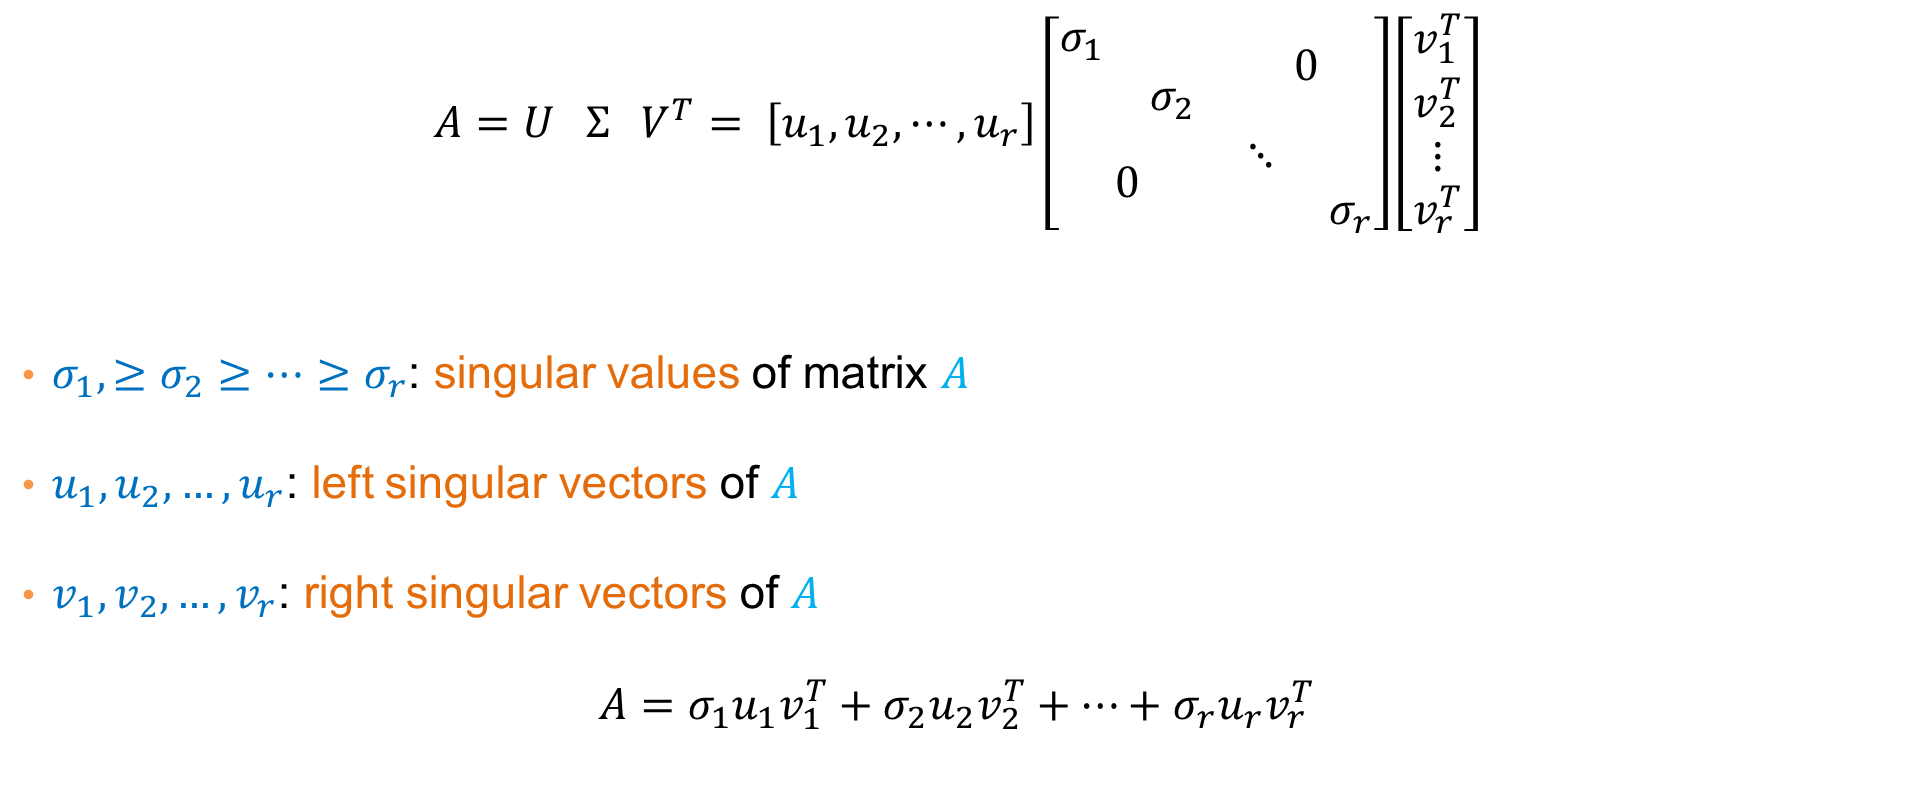 A = U Σ V^T = [u_1, u_2, ⋯, u_r] [σ_1 0 σ_2 ⋱ 0 σ_r] [v_1^T v_2^T ⋮ v_r^T]
• σ_1, ≥ σ_2 ≥ ⋯ ≥ σ_r: singular values of matrix A
• u_1, u_2, … , u_r: left singular vectors of A
• v_1, v_2, … , v_r: right singular vectors of A
A = σ_1u_1v_1^T + σ_2u_2v_2^T + ⋯ + σ_ru_rv_r^T